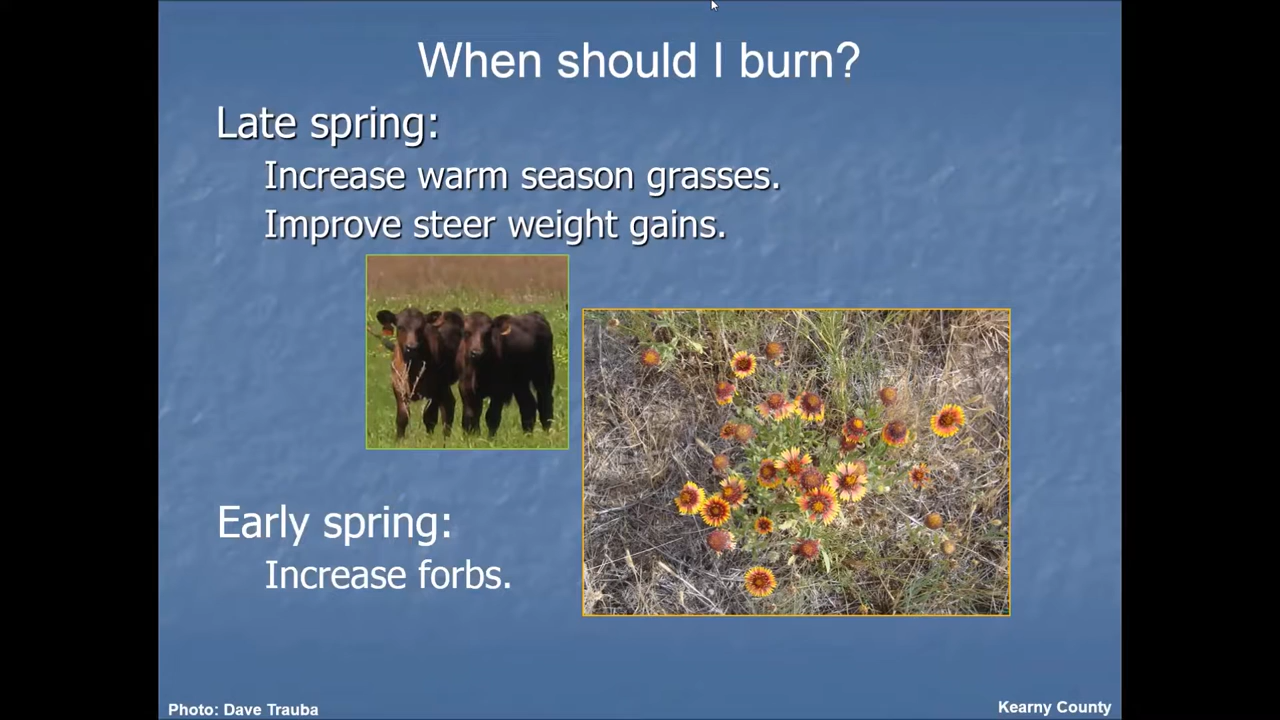 When should I burn?
Late spring:
Increase warm season grasses.
Improve steer weight gains.
Early spring:
Increase forbs.
Photo: Dave Trauba
Kearny County